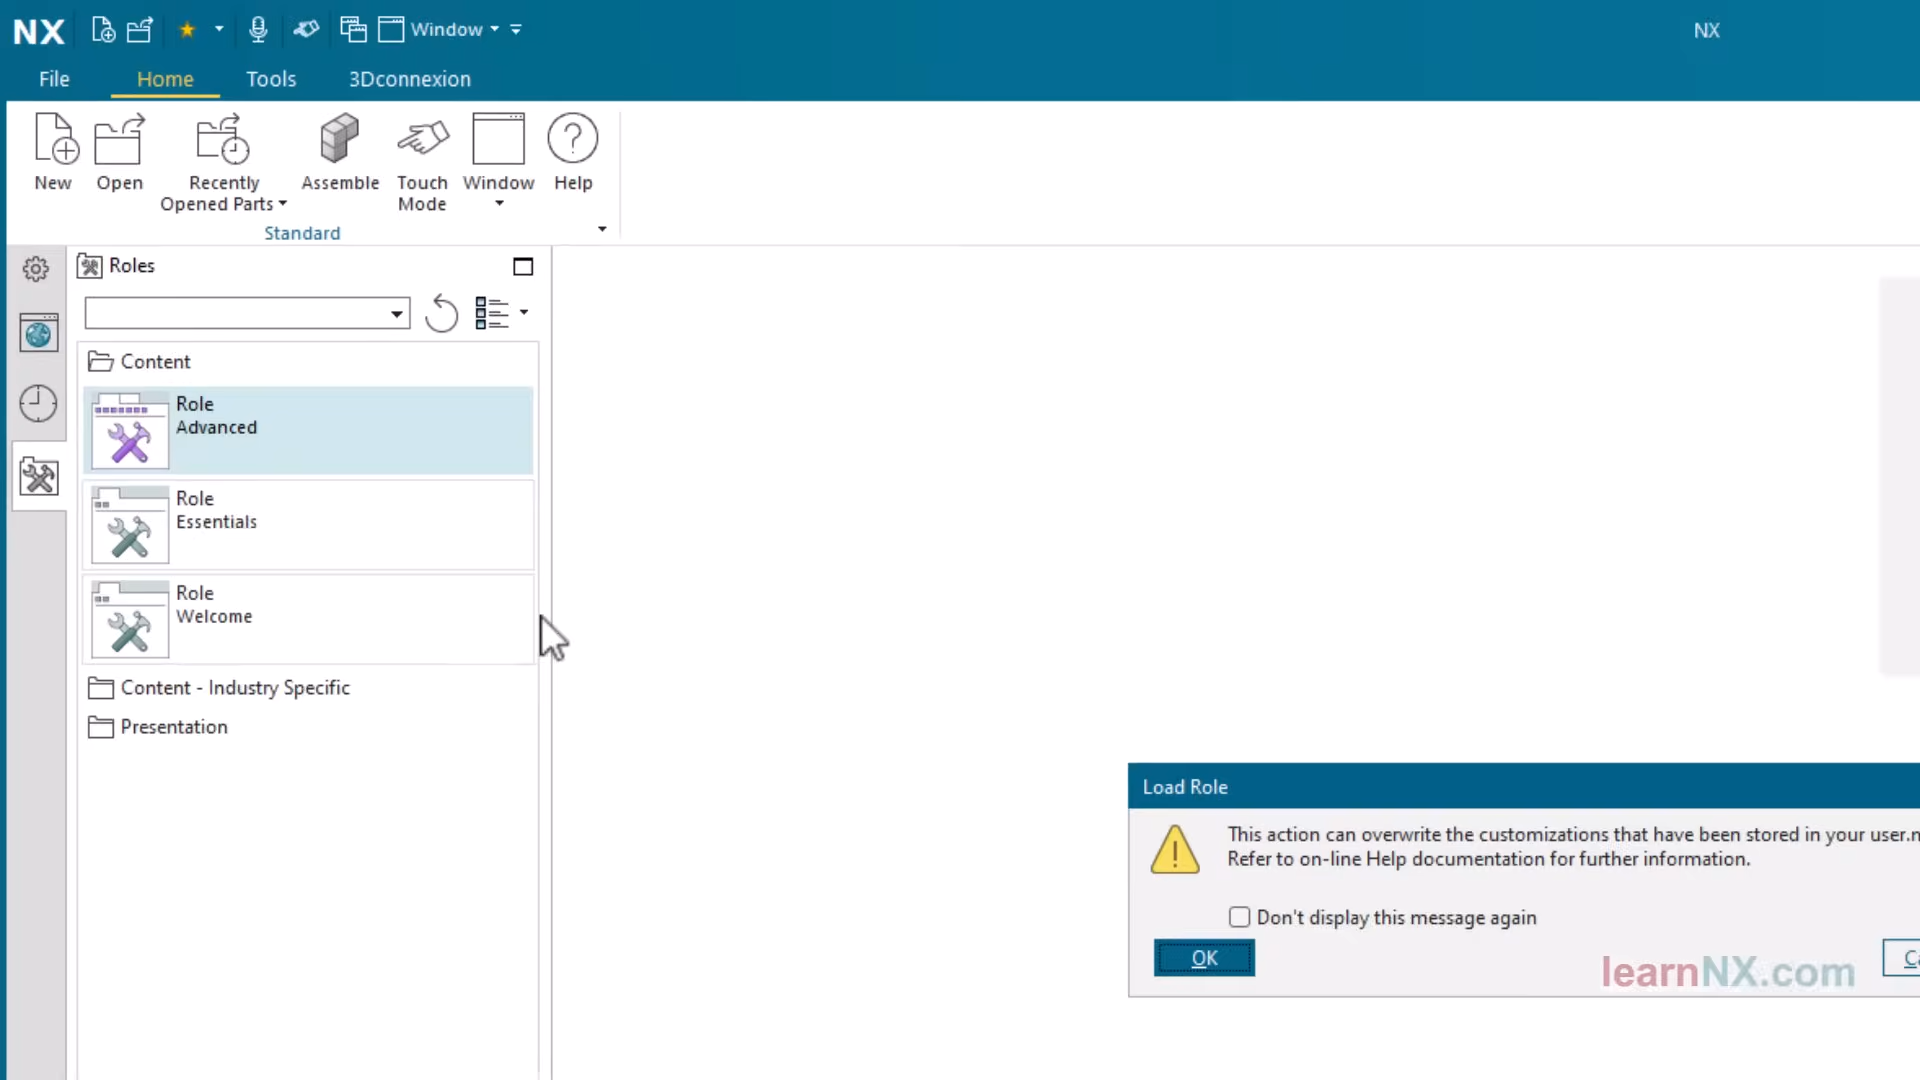 NX
Window
NX
File
Home
Tools
3Dconnexion
New
Open
Recently
Opened Parts
Assemble
Touch
Mode
Window
Help
Standard
Roles
Content
Role
Advanced
Role
Essentials
Role
Welcome
Content - Industry Specific
Presentation
Load Role
This action can overwrite the customizations that have been stored in your
Refer to on-line Help documentation for further information.
Don't display this message again
OK
learnNX.com